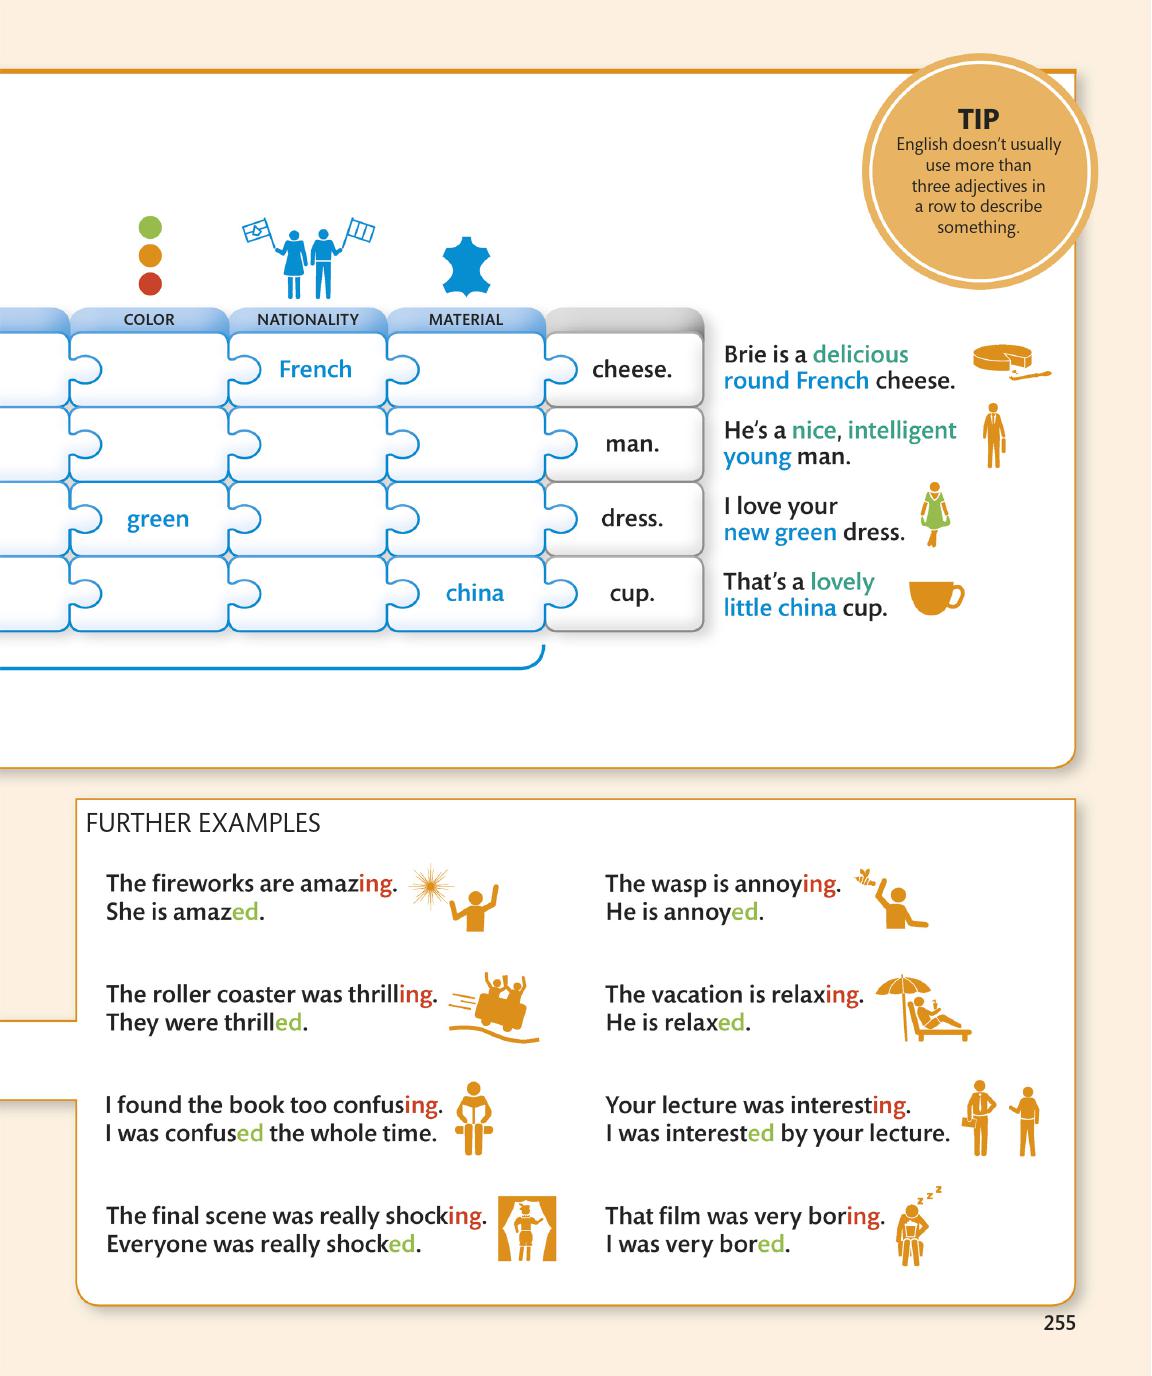 TIP
English doesn't usually
use more than
three adjectives in
a row to describe
something.
COLOR NATIONALITY MATERIAL
French cheese.
Brie is a delicious
round French cheese.
man.
He's a nice, intelligent
young man.
green dress.
I love your
new green dress.
china cup.
That's a lovely
little china cup.
FURTHER EXAMPLES
The fireworks are amazing.
She is amazed.
The wasp is annoying.
He is annoyed.
The roller coaster was thrilling.
They were thrilled.
The vacation is relaxing.
He is relaxed.
I found the book too confusing.
I was confused the whole time.
Your lecture was interesting.
I was interested by your lecture.
The final scene was really shocking.
Everyone was really shocked.
That film was very boring.
I was very bored.
z z z
255